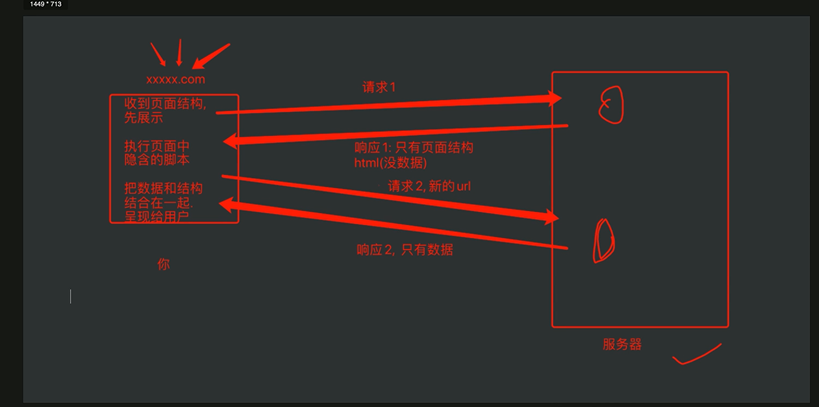 1449 * 713
xxxxx.com
收到页面结构,
先展示
执行页面中
隐含的脚本
把数据和结构
结合在一起.
呈现给用户
你
请求1
响应1: 只有页面结构
html(没数据)
请求2, 新的url
响应2, 只有数据
服务器